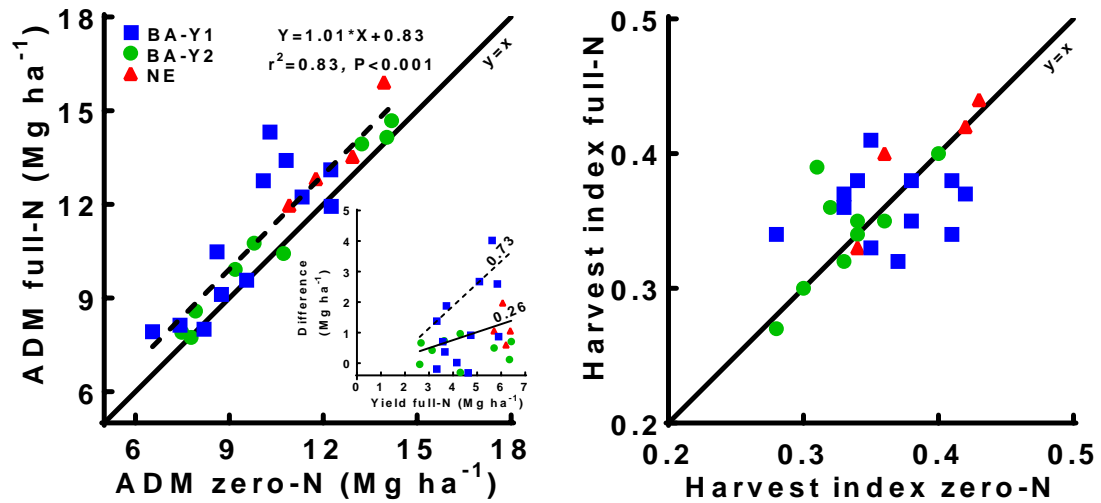 18
15
12
9
6
ADM full-N (Mg ha⁻¹)
BA-Y1
BA-Y2
NE
Y=1.01*X+0.83
r²=0.83, P<0.001
y=x
5
4
3
2
1
0
Difference
(Mg ha⁻¹)
0.73
0.26
0 1 2 3 4 5 6 7
Yield full-N (Mg ha⁻¹)
6 9 12 15 18
ADM zero-N (Mg ha⁻¹)
0.5
0.4
0.3
0.2
Harvest index full-N
y=x
0.2 0.3 0.4 0.5
Harvest index zero-N